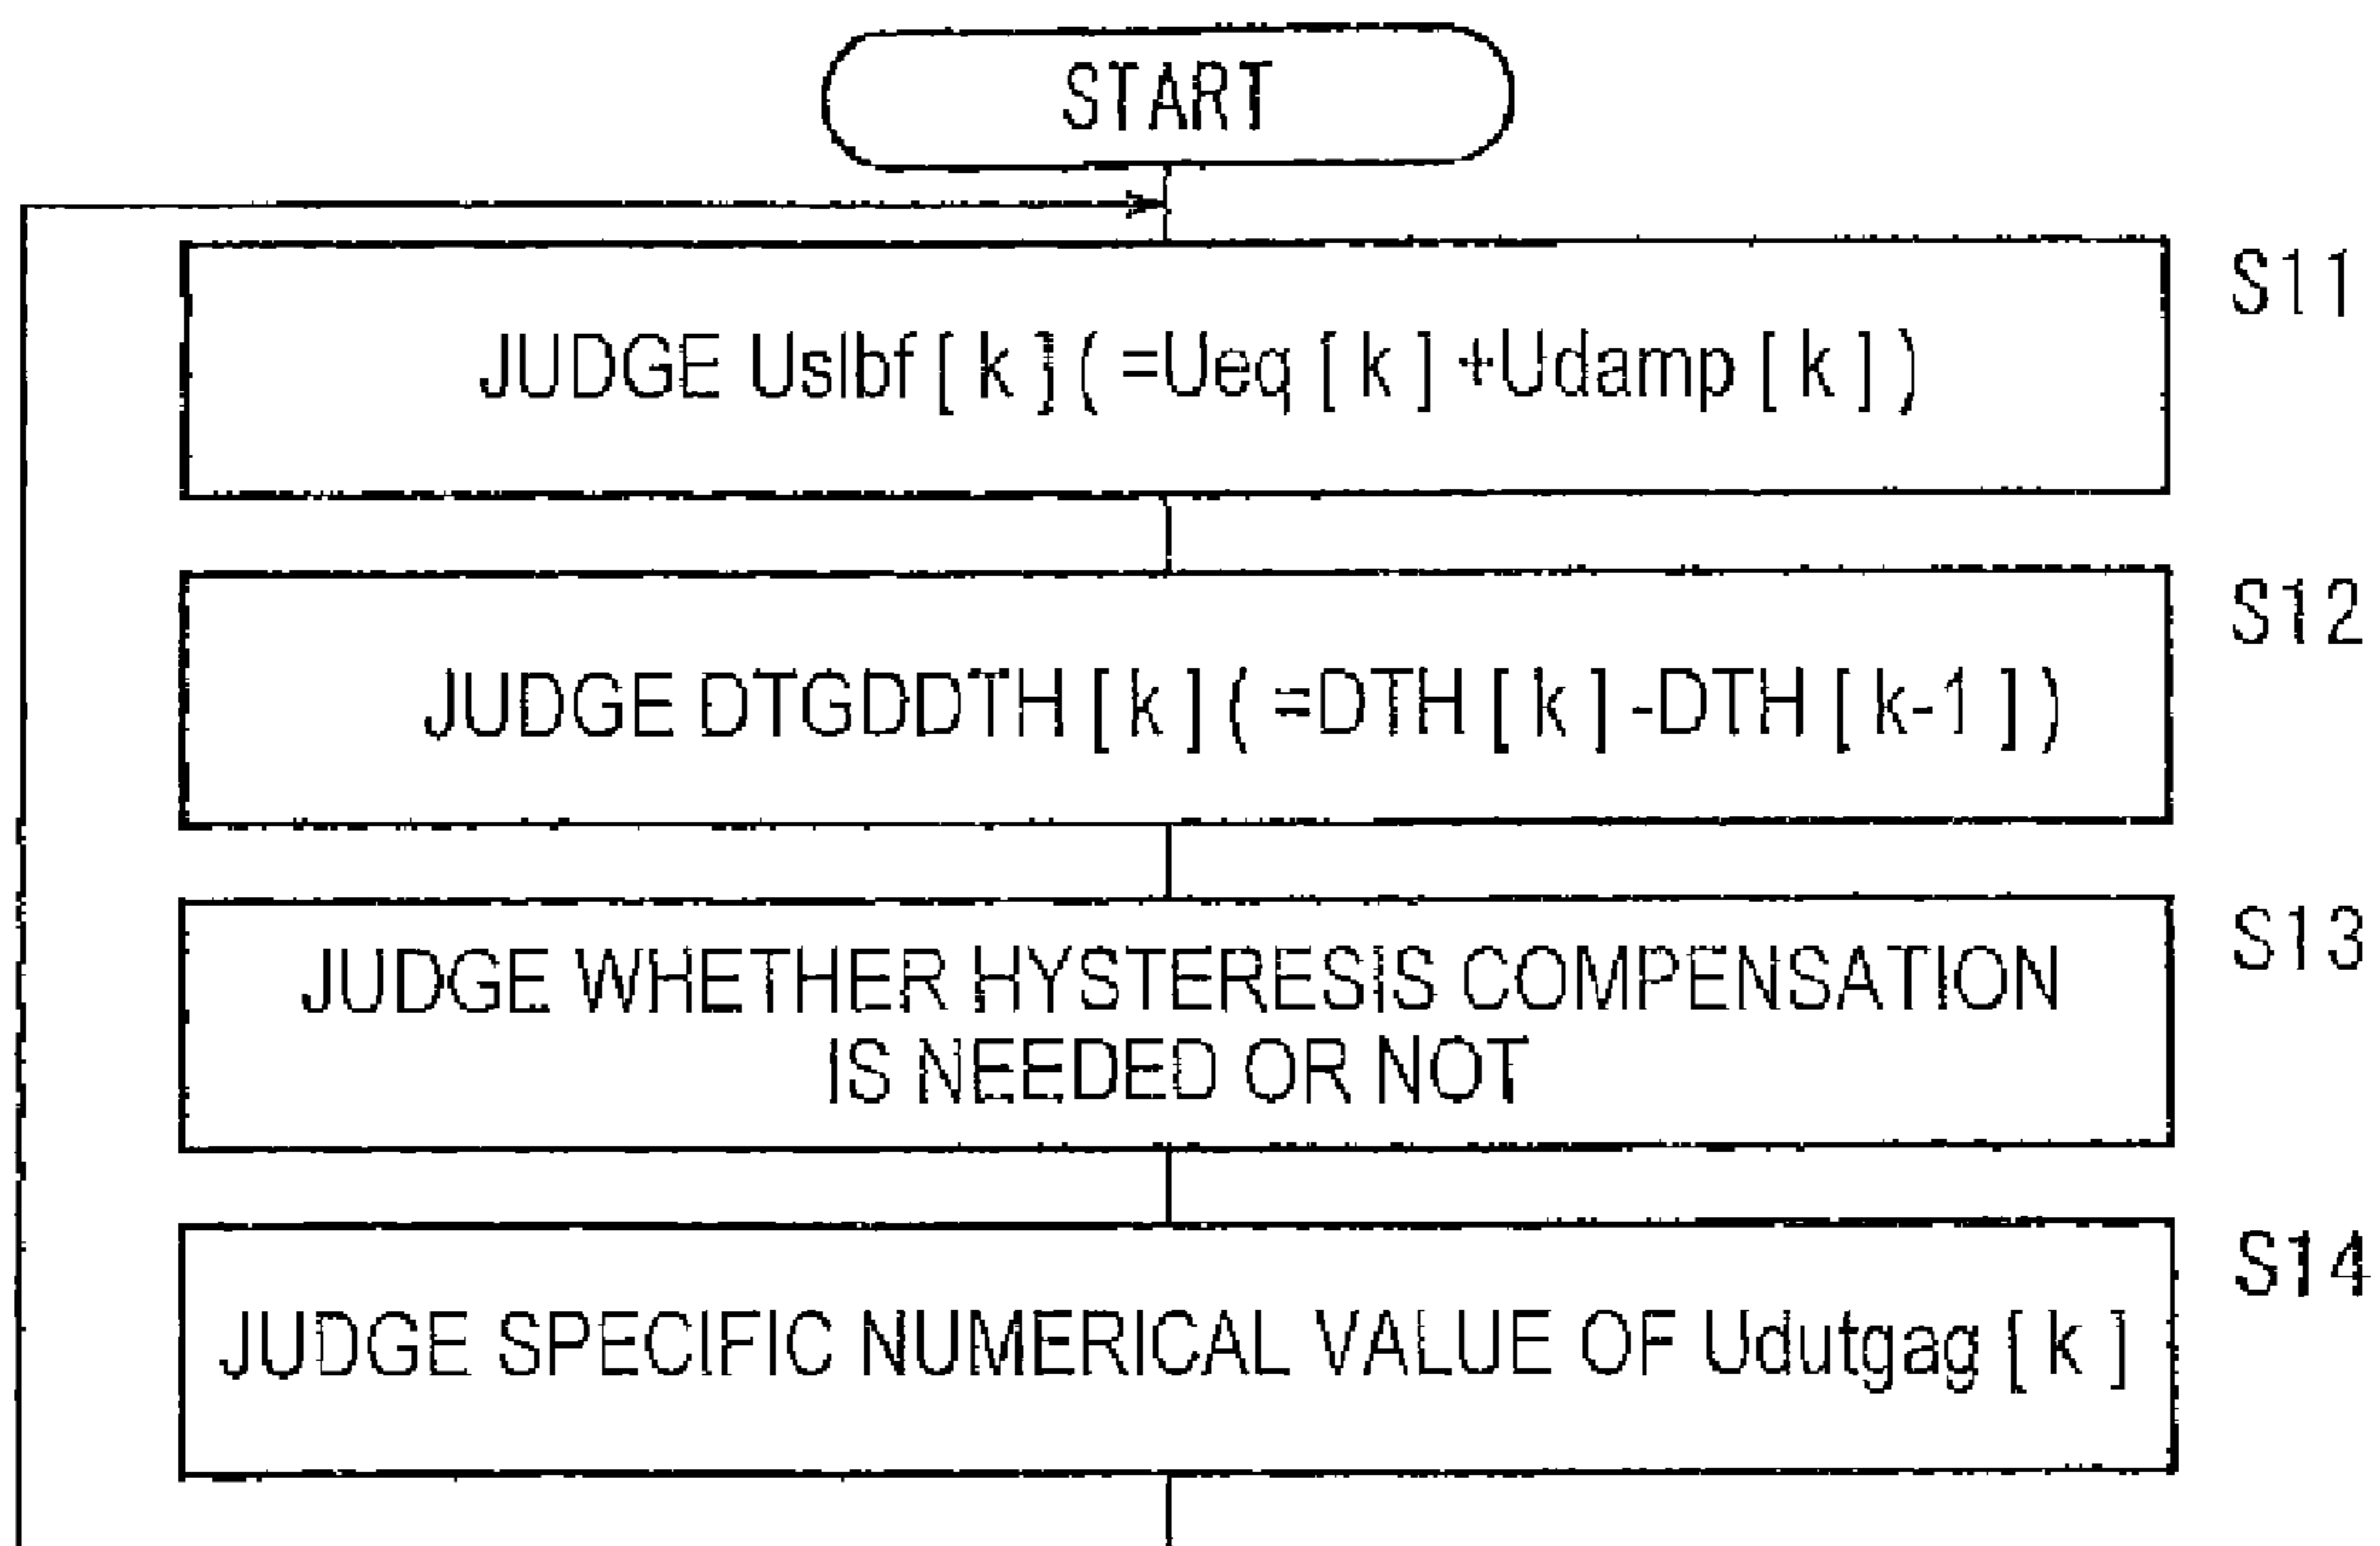 START
S11
JUDGE Uslbf[k](=Ueq[k]+Udamp[k])
S12
JUDGE DTGDDTH[k](=DTH[k]-DTH[k-1])
S13
JUDGE WHETHER HYSTERESIS COMPENSATION
IS NEEDED OR NOT
S14
JUDGE SPECIFIC NUMERICAL VALUE OF Udutgag[k]